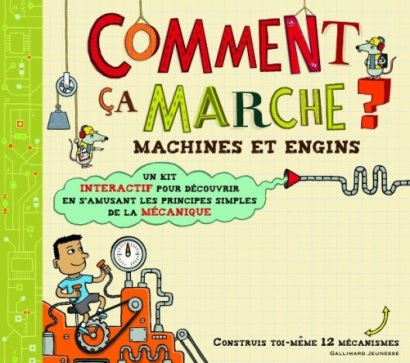 COMMENT
ÇA MARCHE ?
MACHINES ET ENGINS
UN KIT
INTERACTIF POUR DÉCOUVRIR
EN S'AMUSANT LES PRINCIPES SIMPLES
DE LA MÉCANIQUE
CONSTRUIS TOI-MÊME 12 MÉCANISMES
GALLIMARD JEUNESSE